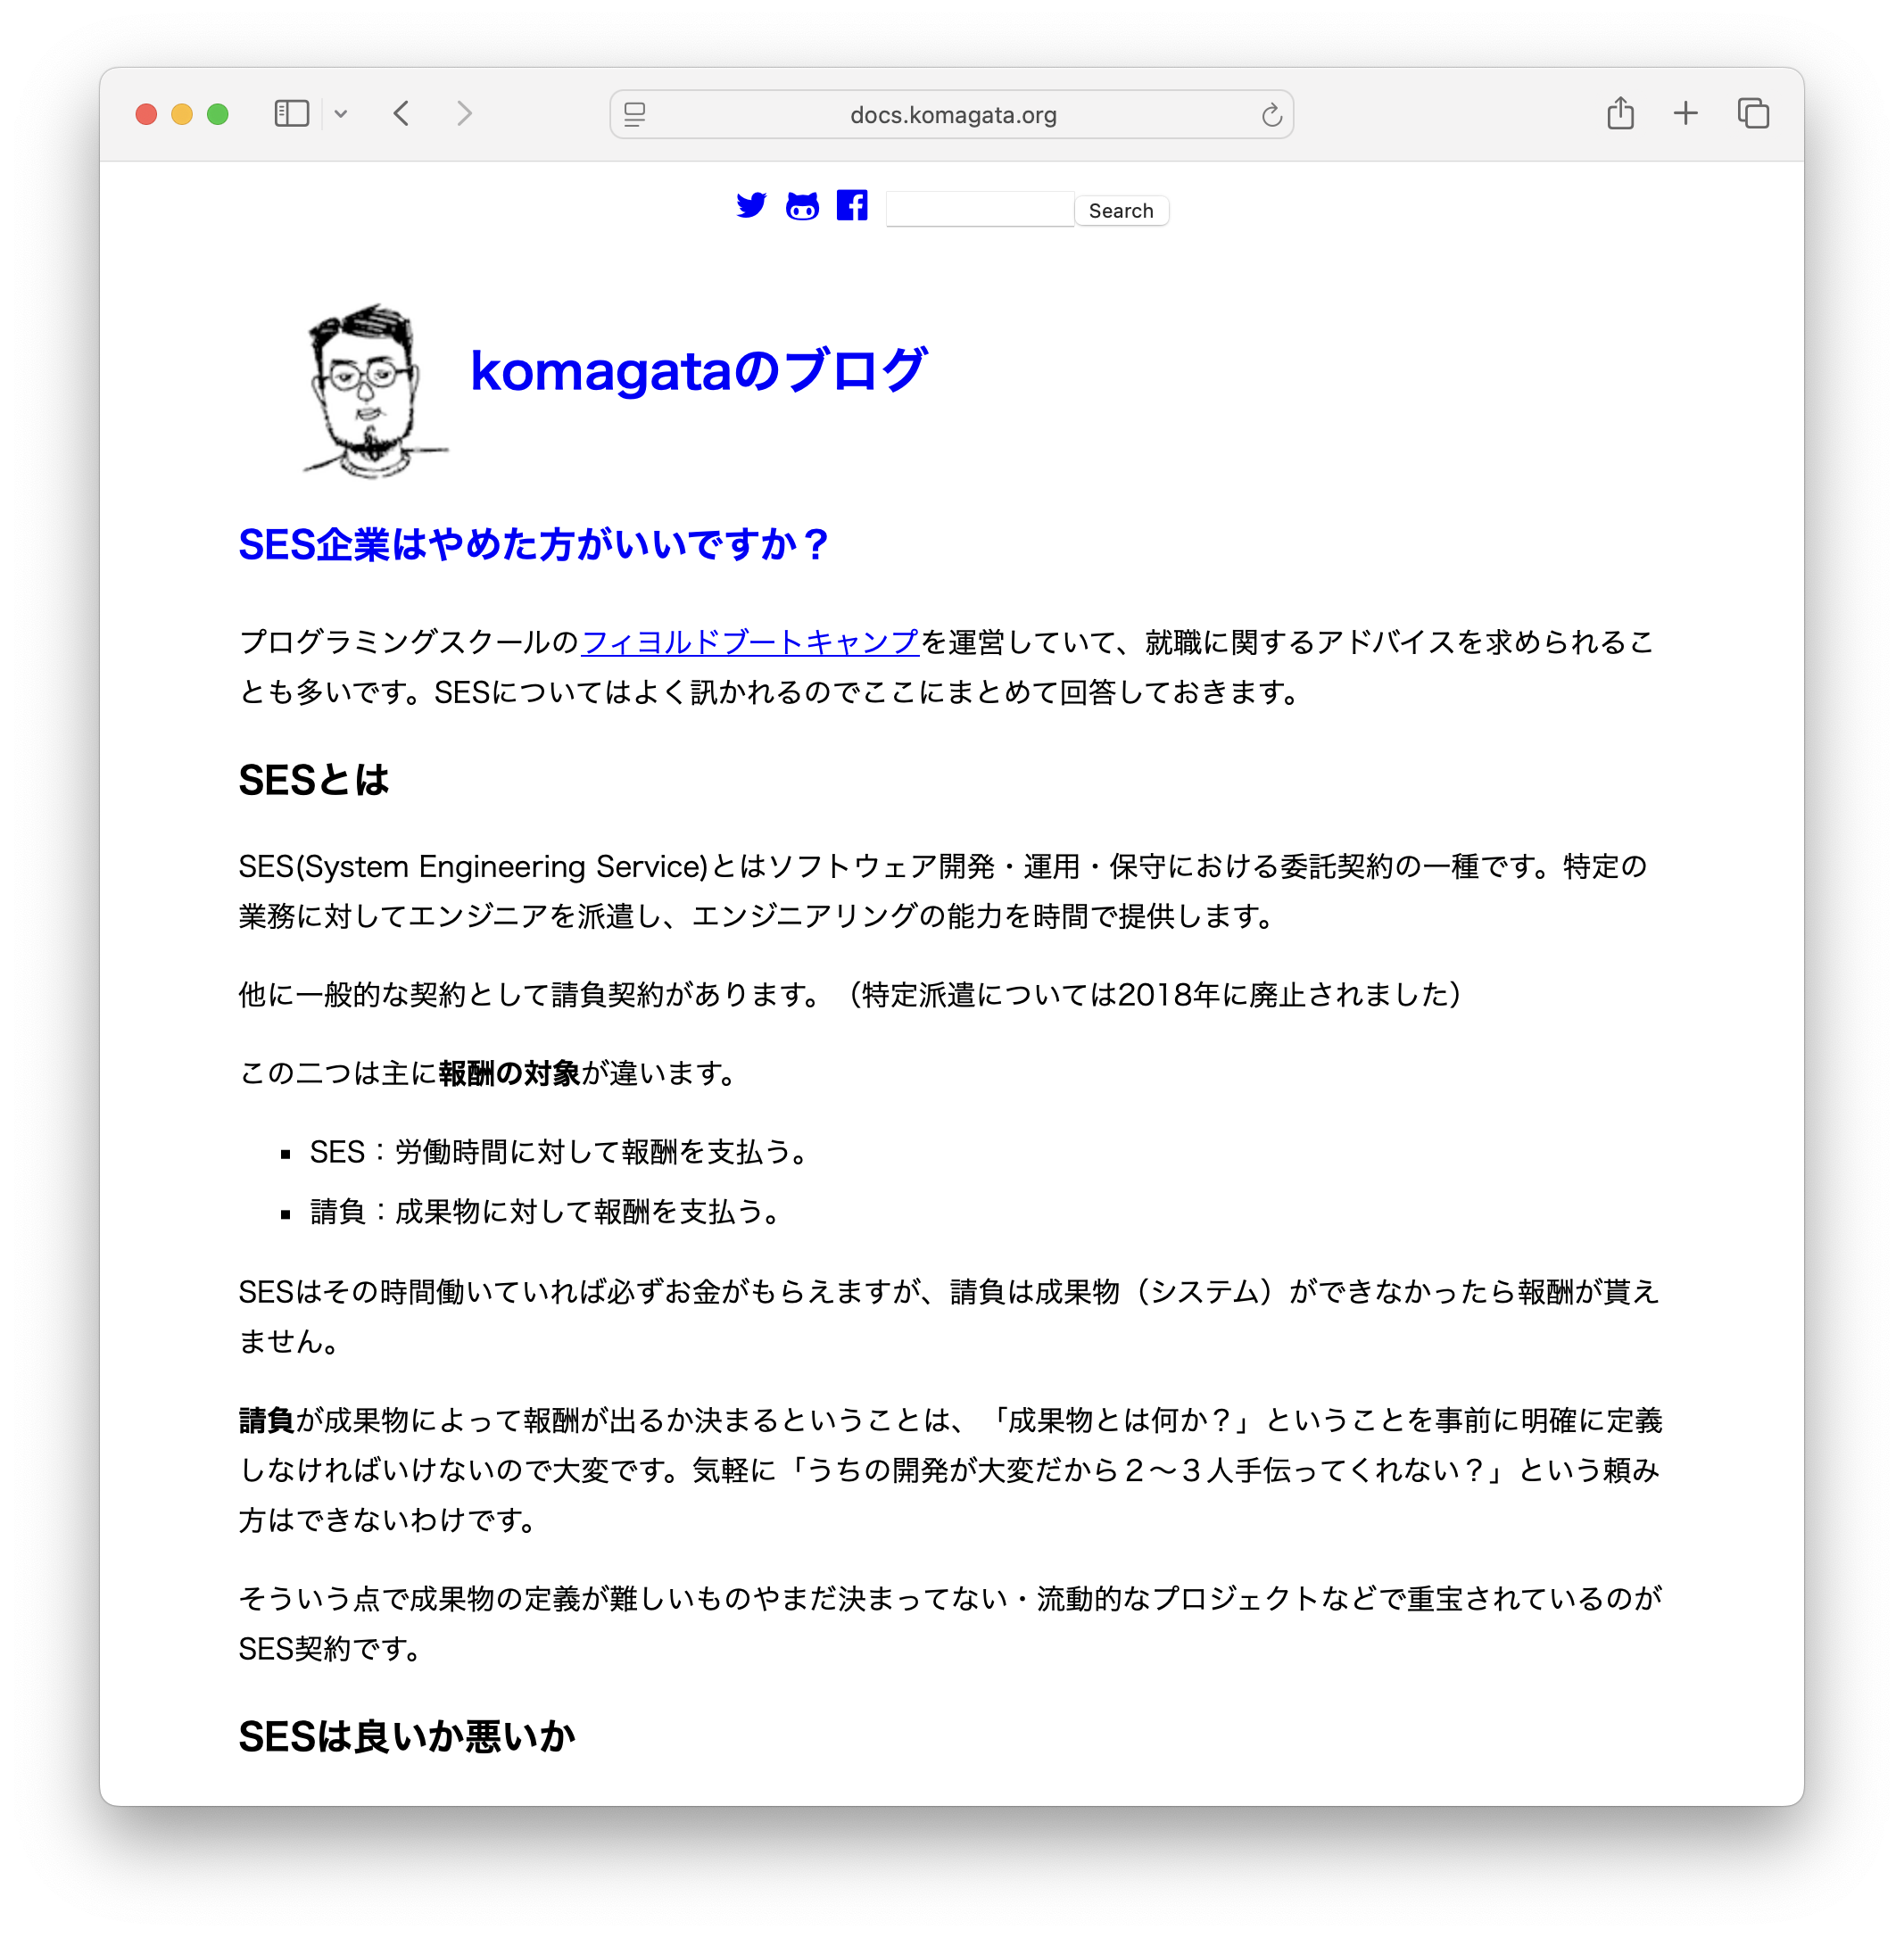 docs.komagata.org
Search
komagataのブログ
SES企業はやめた方がいいですか？
プログラミングスクールのフィヨルドブートキャンプを運営していて、就職に関するアドバイスを求められるこ
とも多いです。SESについてはよく訊かれるのでここにまとめて回答しておきます。
SESとは
SES(System Engineering Service)とはソフトウェア開発・運用・保守における委託契約の一種です。特定の
業務に対してエンジニアを派遣し、エンジニアリングの能力を時間で提供します。
他に一般的な契約として請負契約があります。（特定派遣については2018年に廃止されました）
この二つは主に報酬の対象が違います。
▪ SES：労働時間に対して報酬を支払う。
▪ 請負：成果物に対して報酬を支払う。
SESはその時間働いていれば必ずお金がもらえますが、請負は成果物（システム）ができなかったら報酬が貰え
ません。
請負が成果物によって報酬が出るか決まるということは、「成果物とは何か？」ということを事前に明確に定義
しなければいけないので大変です。気軽に「うちの開発が大変だから２〜３人手伝ってくれない？」という頼み
方はできないわけです。
そういう点で成果物の定義が難しいものやまだ決まってない・流動的なプロジェクトなどで重宝されているのが
SES契約です。
SESは良いか悪いか